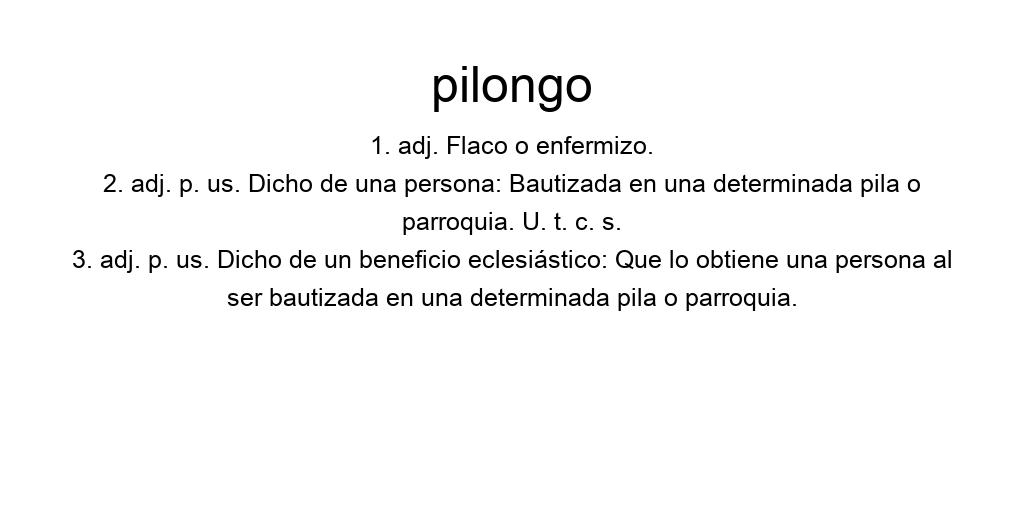 pilongo
1. adj. Flaco o enfermizo.
2. adj. p. us. Dicho de una persona: Bautizada en una determinada pila o
parroquia. U. t. c. s.
3. adj. p. us. Dicho de un beneficio eclesiástico: Que lo obtiene una persona al
ser bautizada en una determinada pila o parroquia.